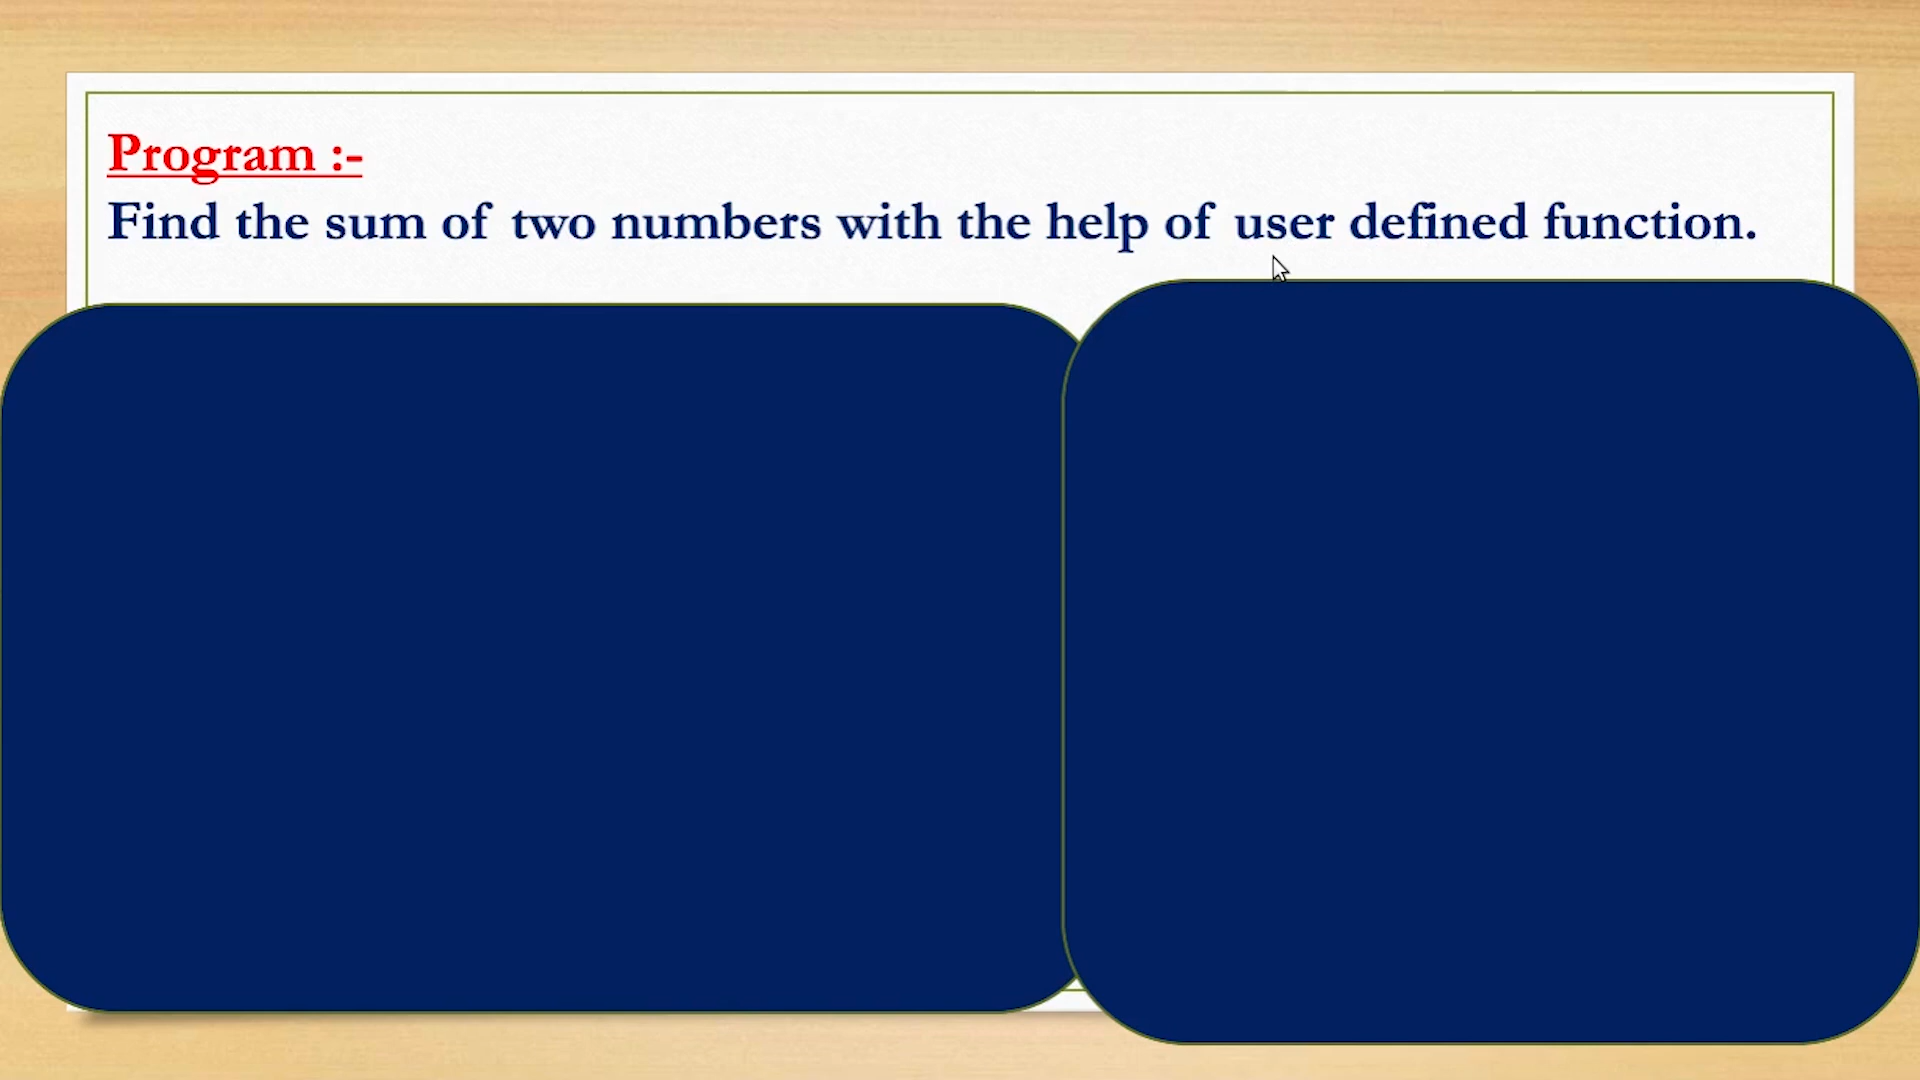 Program :-
Find the sum of two numbers with the help of user defined function.